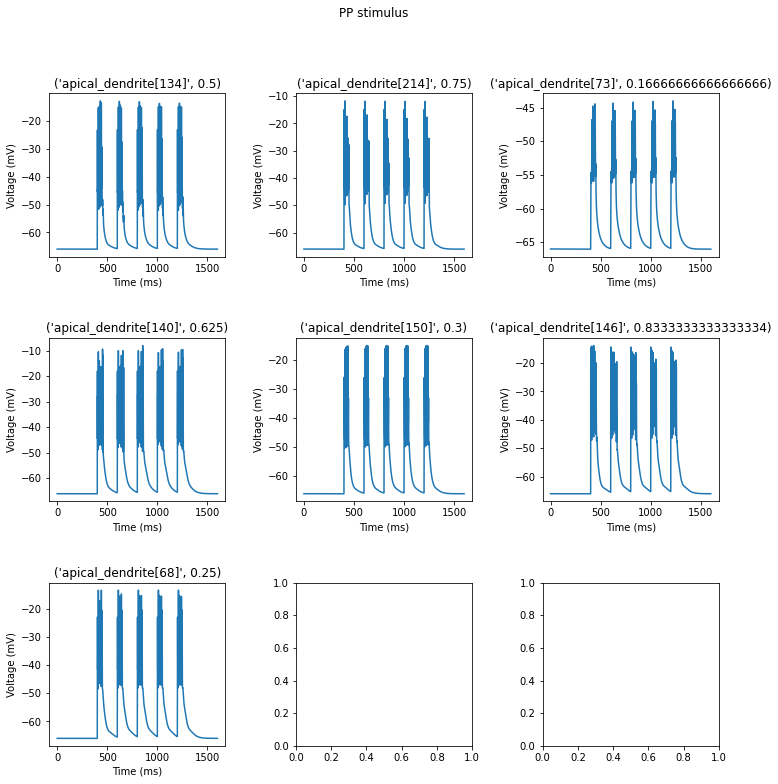 PP stimulus
('apical_dendrite[134]', 0.5)
('apical_dendrite[214]', 0.75)
('apical_dendrite[73]', 0.16666666666666666)
Voltage (mV)
−20
−30
−40
−50
−60
0 500 1000 1500
Time (ms)
Voltage (mV)
−10
−20
−30
−40
−50
−60
0 500 1000 1500
Time (ms)
Voltage (mV)
−45
−50
−55
−60
−65
0 500 1000 1500
Time (ms)
('apical_dendrite[140]', 0.625)
('apical_dendrite[150]', 0.3)
('apical_dendrite[146]', 0.8333333333333334)
Voltage (mV)
−10
−20
−30
−40
−50
−60
0 500 1000 1500
Time (ms)
Voltage (mV)
−20
−30
−40
−50
−60
0 500 1000 1500
Time (ms)
Voltage (mV)
−20
−30
−40
−50
−60
0 500 1000 1500
Time (ms)
('apical_dendrite[68]', 0.25)
Voltage (mV)
−20
−30
−40
−50
−60
0 500 1000 1500
Time (ms)
1.0
0.8
0.6
0.4
0.2
0.0
0.0 0.2 0.4 0.6 0.8 1.0
1.0
0.8
0.6
0.4
0.2
0.0
0.0 0.2 0.4 0.6 0.8 1.0